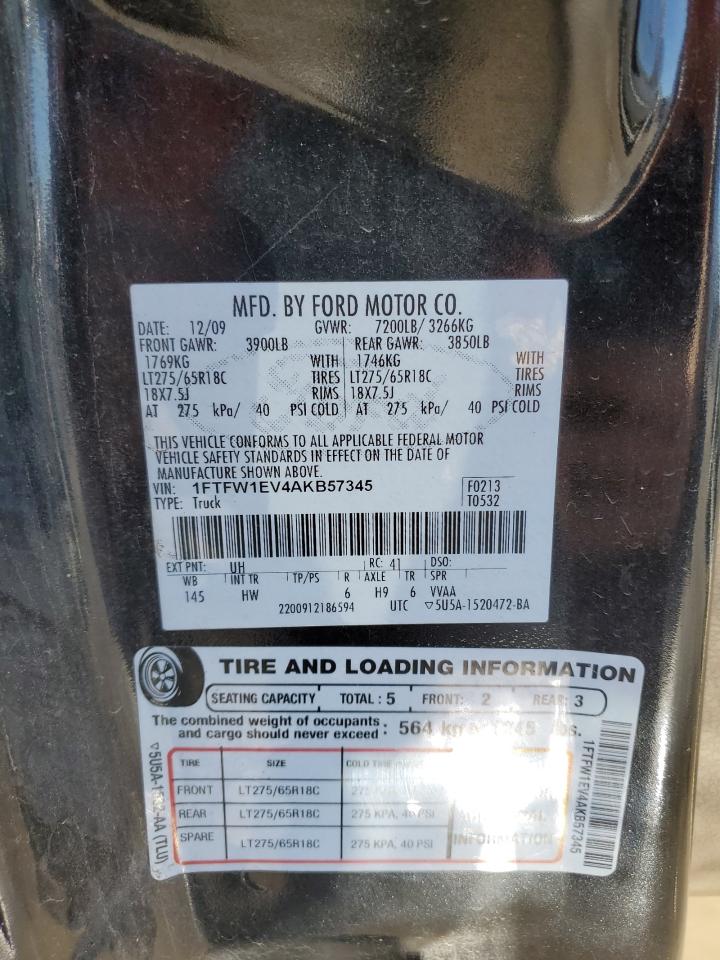 MFD. BY FORD MOTOR CO.
DATE: 12/09 GVWR: 7200LB/ 3266KG
FRONT GAWR: 3900LB REAR GAWR: 3850LB
1769KG WITH 1746KG WITH
LT275/65R18C TIRES LT275/65R18C TIRES
18X7.5J RIMS 18X7.5J RIMS
AT 275 kPa/ 40 PSI COLD AT 275 kPa/ 40 PSI COLD
THIS VEHICLE CONFORMS TO ALL APPLICABLE FEDERAL MOTOR
VEHICLE SAFETY STANDARDS IN EFFECT ON THE DATE OF
MANUFACTURE SHOWN ABOVE.
VIN: 1FTFW1EV4AKB57345 F0213
TYPE: Truck T0532
EXT PNT: UH RC: 41 DSO:
WB INT TR TP/PS R AXLE TR SPR
145 HW 6 H9 6 VVAA
2200912186594 UTC ▽5U5A-1520472-BA
TIRE AND LOADING INFORMATION
SEATING CAPACITY TOTAL : 5 FRONT: 2 REAR: 3
The combined weight of occupants
and cargo should never exceed : 564 kg lbs.
TIRE SIZE COLD TIRE
FRONT LT275/65R18C
REAR LT275/65R18C 275 KPA, 40 PSI
SPARE LT275/65R18C 275 KPA, 40 PSI INFORMATION
(TLU)
1FTFW1EV4AKB57345